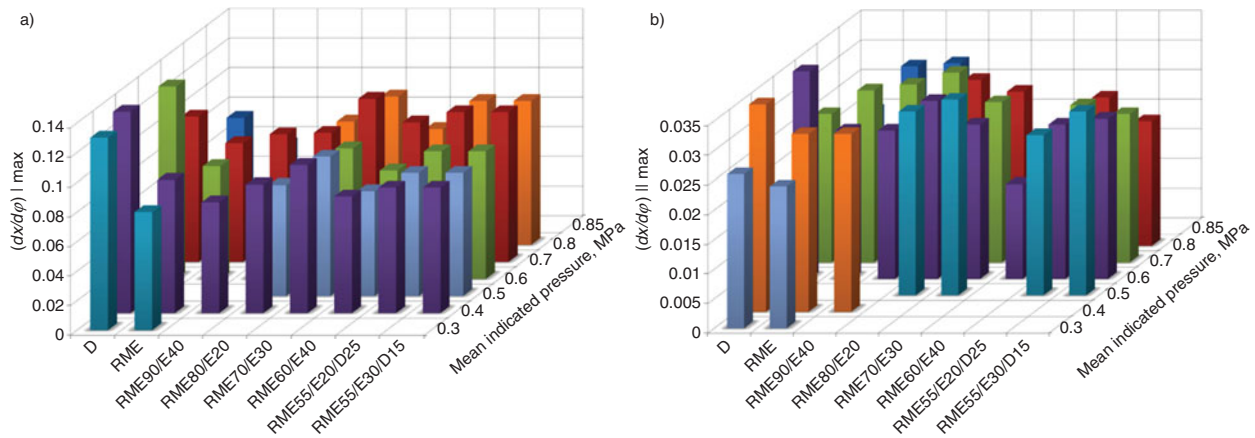 a)
(dx/dφ) | max
0.14
0.12
0.1
0.08
0.06
0.04
0.02
0
D
RME
RME90/E40
RME80/E20
RME70/E30
RME60/E40
RME55/E20/D25
RME55/E30/D15
0.3
0.4
0.5
0.6
0.7
0.8
0.85
Mean indicated pressure, MPa
b)
(dx/dφ) || max
0.035
0.03
0.025
0.02
0.015
0.01
0.005
0
D
RME
RME90/E40
RME80/E20
RME70/E30
RME60/E40
RME55/E20/D25
RME55/E30/D15
0.3
0.4
0.5
0.6
0.7
0.8
0.85
Mean indicated pressure, MPa